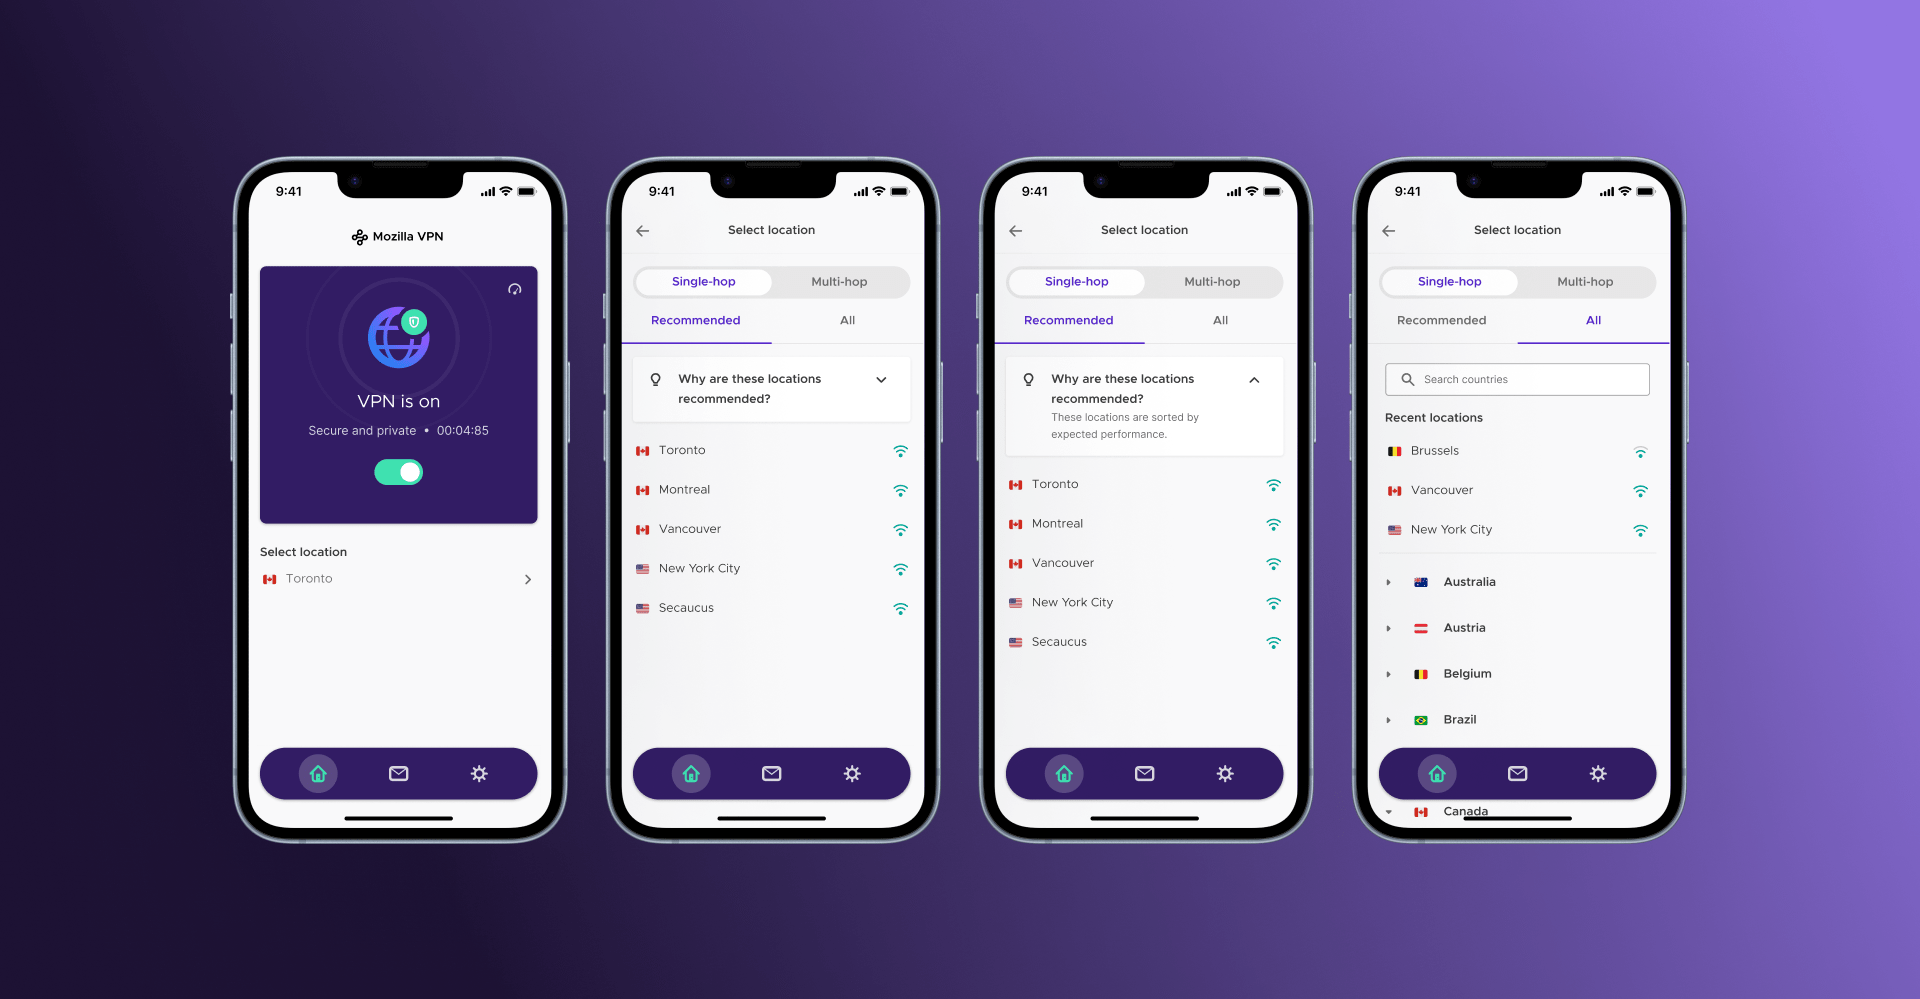 9:41
Mozilla VPN
VPN is on
Secure and private • 00:04:85
Select location
Toronto
9:41
Select location
Single-hop
Multi-hop
Recommended
All
Why are these locations
recommended?
Toronto
Montreal
Vancouver
New York City
Secaucus
9:41
Select location
Single-hop
Multi-hop
Recommended
All
Why are these locations
recommended?
These locations are sorted by
expected performance.
Toronto
Montreal
Vancouver
New York City
Secaucus
9:41
Select location
Single-hop
Multi-hop
Recommended
All
Search countries
Recent locations
Brussels
Vancouver
New York City
Australia
Austria
Belgium
Brazil
Canada